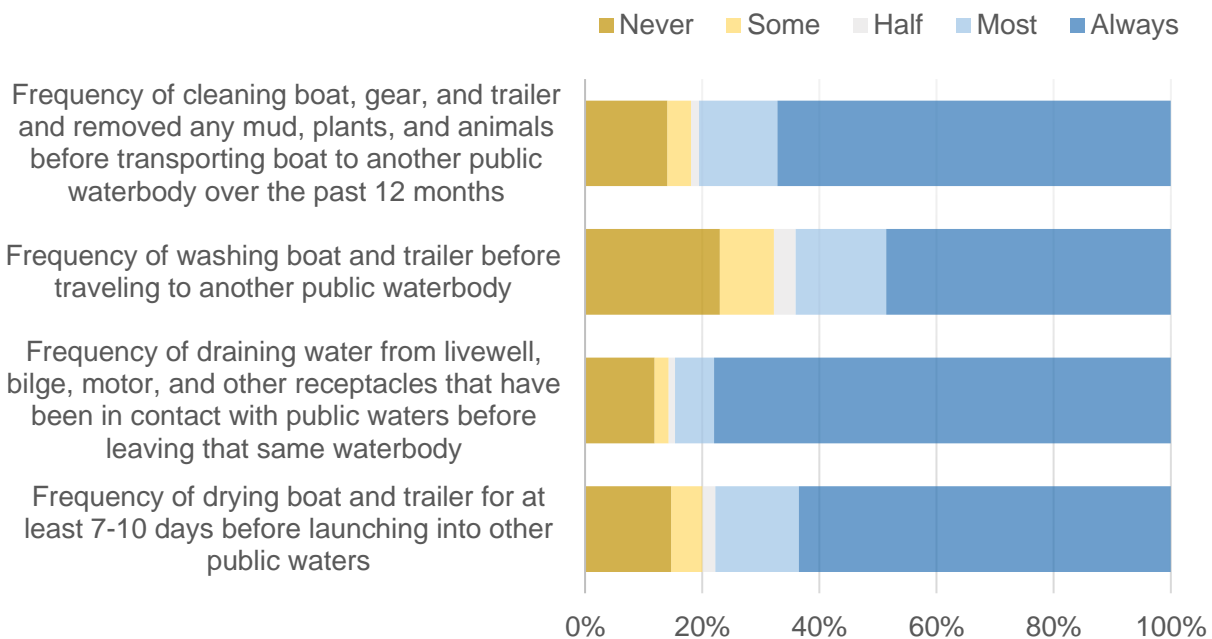 Never Some Half Most Always
Frequency of cleaning boat, gear, and trailer
and removed any mud, plants, and animals
before transporting boat to another public
waterbody over the past 12 months
Frequency of washing boat and trailer before
traveling to another public waterbody
Frequency of draining water from livewell,
bilge, motor, and other receptacles that have
been in contact with public waters before
leaving that same waterbody
Frequency of drying boat and trailer for at
least 7-10 days before launching into other
public waters
0% 20% 40% 60% 80% 100%